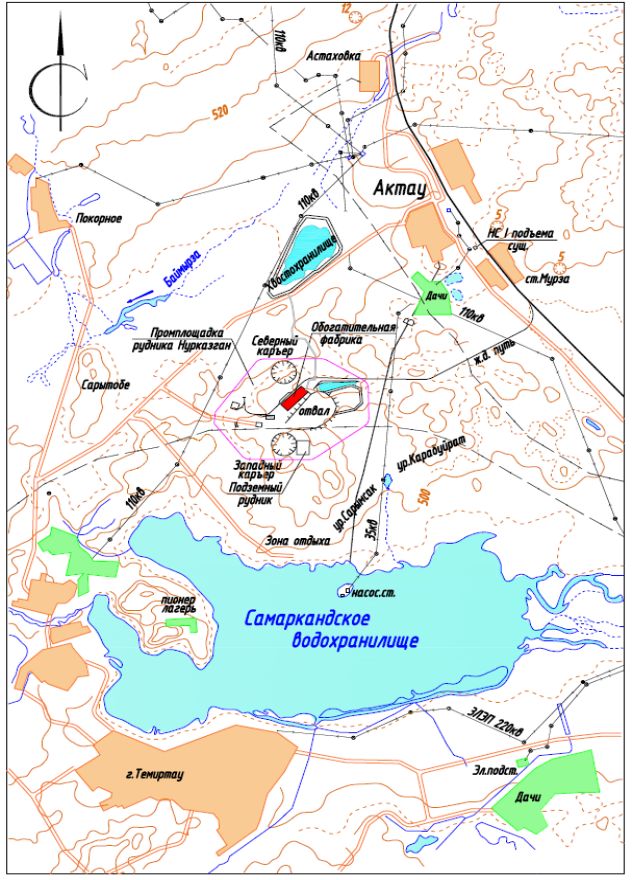 12
110кв
Астаховка
520
Актау
110кв
5
Покорное
НС I подъема
сущ.
Хвостохранилище
Баймырза
5
ст.Мурза
Дачи
110кв
Промплощадка
рудника Нурказган
Северный
карьер
Обогатительная
фабрика
ж.д. путь
Сарытобе
отвал
Западный
карьер
Подземный
рудник
ур.Карабуйрат
ур.Сарымсак
500
110кв
35кв
Зона отдыха
насос.ст.
пионер
лагерь
Самаркандское
водохранилище
ЭЛЭП 220кв
г.Темиртау
Эл.подст.
Дачи